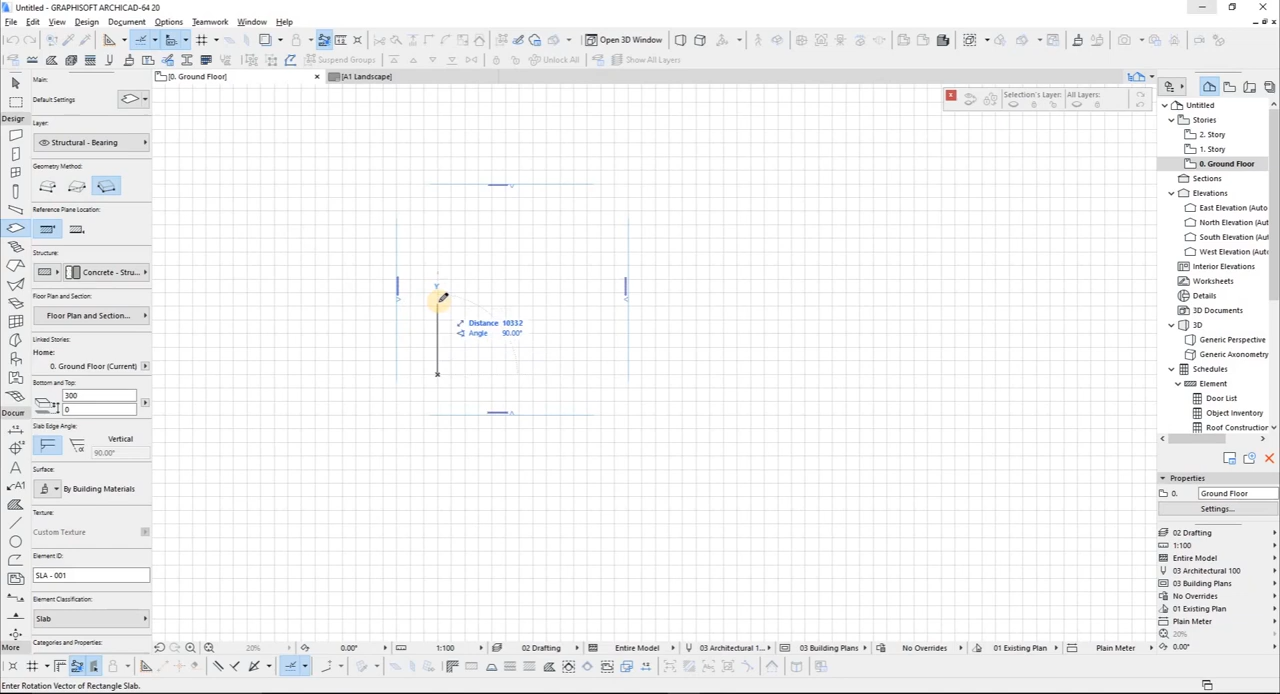 Untitled - GRAPHISOFT ARCHICAD-64 20
File Edit View Design Document Options Teamwork Window Help
Open 3D Window
Suspend Groups
Unlock All
Show All Layers
[0. Ground Floor]
[A1 Landscape]
Main:
Default Settings
Design
Layer:
Structural - Bearing
Geometry Method:
Reference Plane Location:
Structure:
Concrete - Stru...
Floor Plan and Section:
Floor Plan and Section...
Linked Stories:
Home:
0. Ground Floor (Current)
Bottom and Top:
300
0
Docum
Slab Edge Angle:
Vertical
90.00°
Surface:
By Building Materials
Texture:
Custom Texture
Element ID:
SLA - 001
Element Classification:
Slab
Categories and Properties:
More
Selection's Layer:
All Layers:
Y
Distance 10332
Angle 90.00°
Untitled
Stories
2. Story
1. Story
0. Ground Floor
Sections
Elevations
East Elevation (Auto
North Elevation (Auto
South Elevation (Auto
West Elevation (Auto
Interior Elevations
Worksheets
Details
3D Documents
3D
Generic Perspective
Generic Axonometry
Schedules
Element
Door List
Object Inventory
Roof Construction
Properties
0.
Ground Floor
Settings...
02 Drafting
1:100
Entire Model
03 Architectural 100
03 Building Plans
No Overrides
01 Existing Plan
Plain Meter
20%
0.00°
20%
0.00°
1:100
02 Drafting
Entire Model
03 Architectural 1...
03 Building Plans
No Overrides
01 Existing Plan
Plain Meter
Enter Rotation Vector of Rectangle Slab.